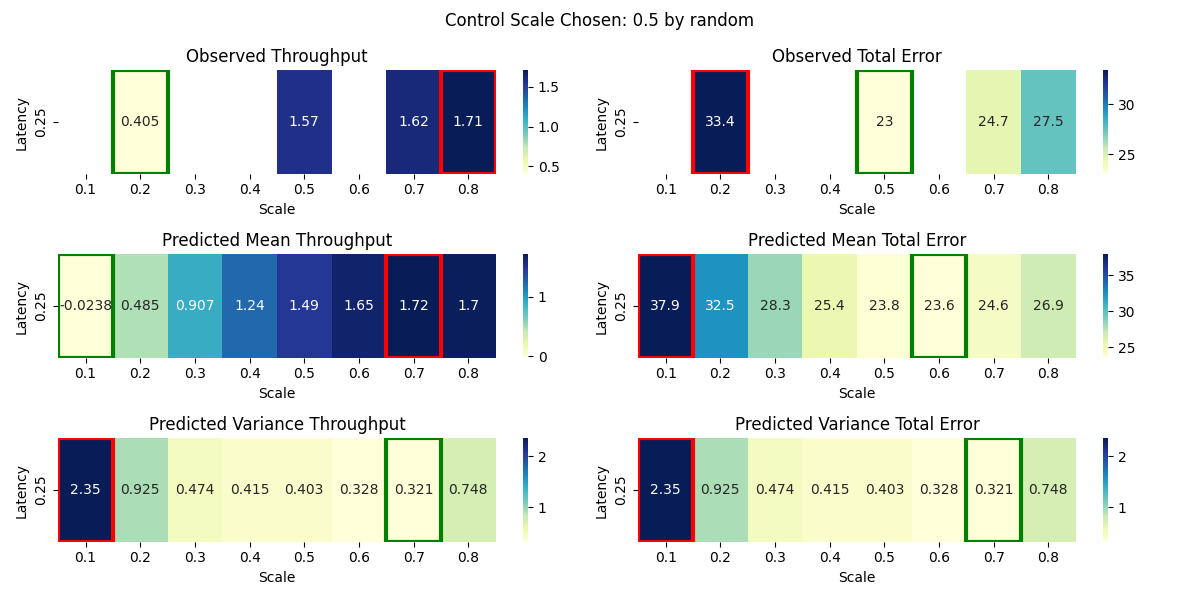 Control Scale Chosen: 0.5 by random
Observed Throughput
Latency
0.25
0.405 1.57 1.62 1.71
0.1 0.2 0.3 0.4 0.5 0.6 0.7 0.8
Scale
1.5
1.0
0.5
Observed Total Error
Latency
0.25
33.4 23 24.7 27.5
0.1 0.2 0.3 0.4 0.5 0.6 0.7 0.8
Scale
30
25
Predicted Mean Throughput
Latency
0.25
-0.0238 0.485 0.907 1.24 1.49 1.65 1.72 1.7
0.1 0.2 0.3 0.4 0.5 0.6 0.7 0.8
Scale
1
0
Predicted Mean Total Error
Latency
0.25
37.9 32.5 28.3 25.4 23.8 23.6 24.6 26.9
0.1 0.2 0.3 0.4 0.5 0.6 0.7 0.8
Scale
35
30
25
Predicted Variance Throughput
Latency
0.25
2.35 0.925 0.474 0.415 0.403 0.328 0.321 0.748
0.1 0.2 0.3 0.4 0.5 0.6 0.7 0.8
Scale
2
1
Predicted Variance Total Error
Latency
0.25
2.35 0.925 0.474 0.415 0.403 0.328 0.321 0.748
0.1 0.2 0.3 0.4 0.5 0.6 0.7 0.8
Scale
2
1